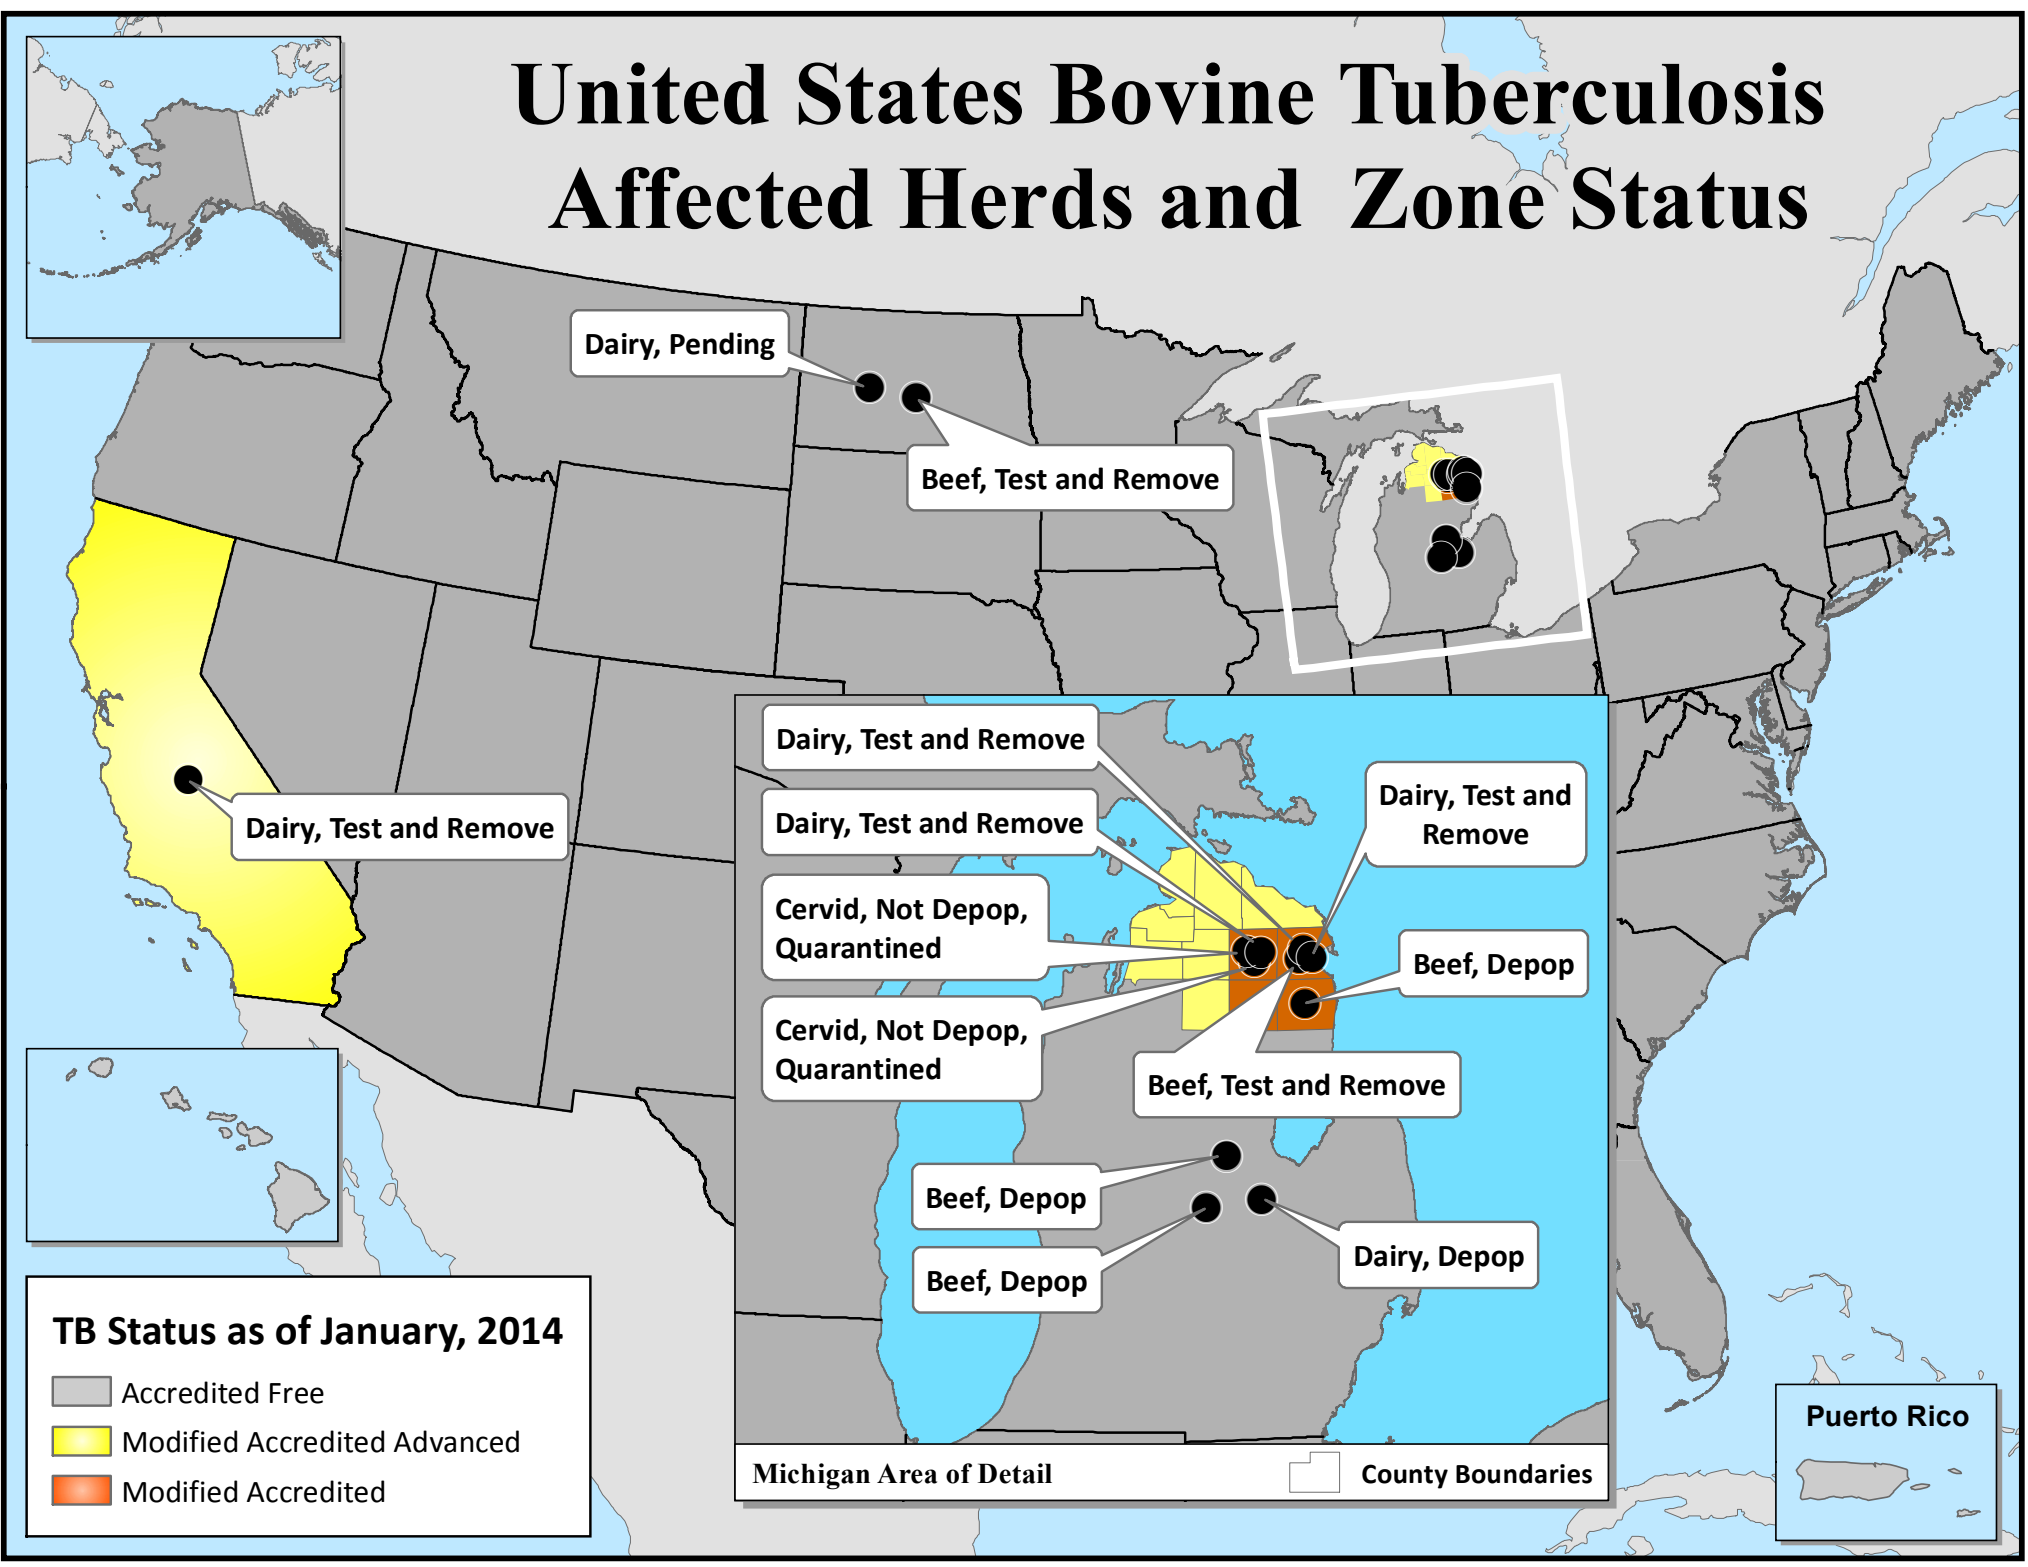 United States Bovine Tuberculosis
Affected Herds and Zone Status
Dairy, Pending
Beef, Test and Remove
Dairy, Test and Remove
Dairy, Test and Remove
Dairy, Test and
Remove
Dairy, Test and Remove
Cervid, Not Depop,
Quarantined
Beef, Depop
Cervid, Not Depop,
Quarantined
Beef, Test and Remove
Beef, Depop
Dairy, Depop
Beef, Depop
Michigan Area of Detail
County Boundaries
TB Status as of January, 2014
Accredited Free
Modified Accredited Advanced
Modified Accredited
Puerto Rico